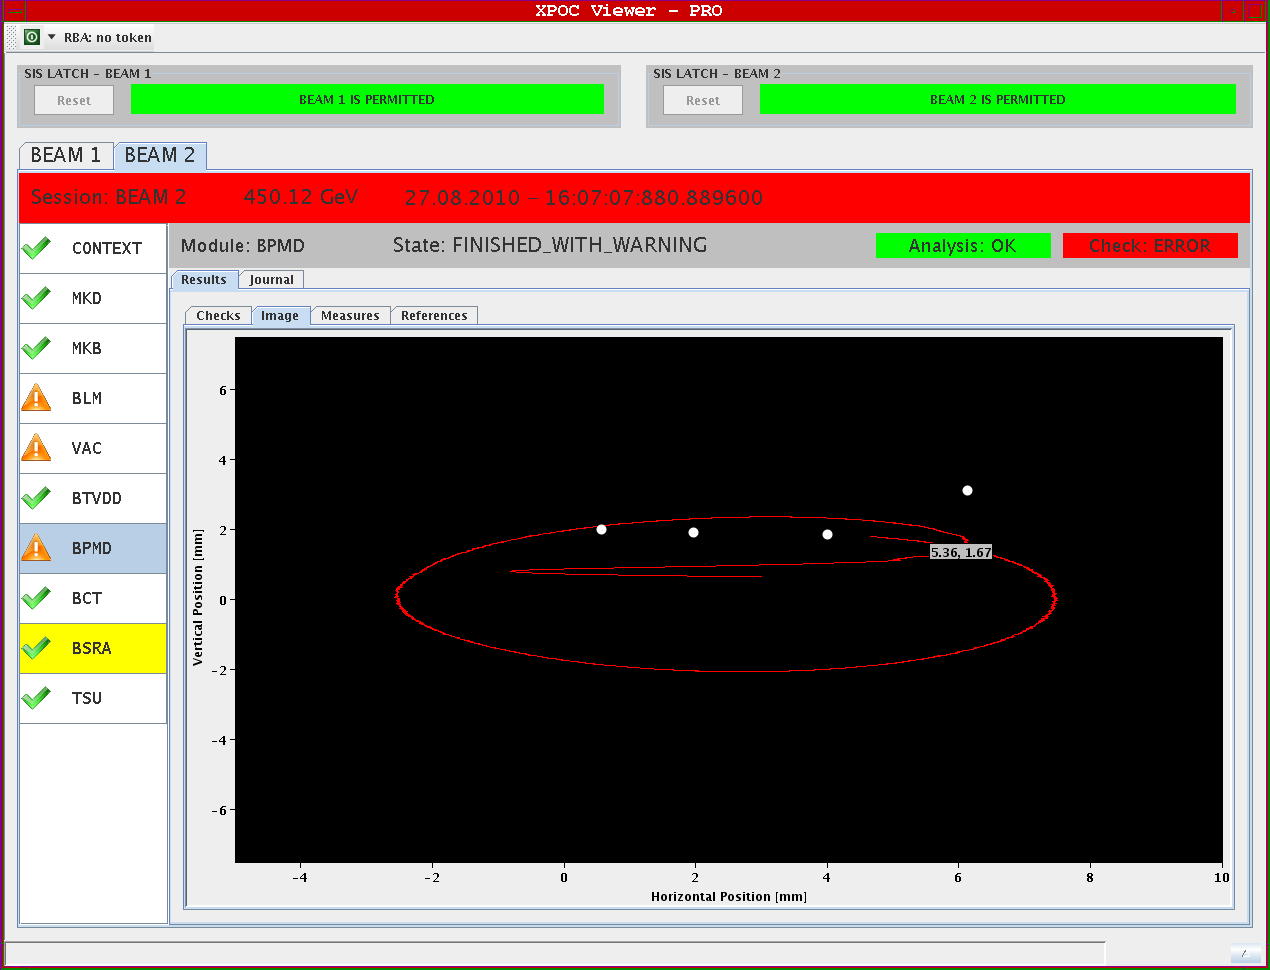 XPOC Viewer - PRO
RBA: no token
SIS LATCH - BEAM 1
Reset
BEAM 1 IS PERMITTED
SIS LATCH - BEAM 2
Reset
BEAM 2 IS PERMITTED
BEAM 1
BEAM 2
Session: BEAM 2 450.12 GeV 27.08.2010 - 16:07:07:880.889600
CONTEXT
MKD
MKB
BLM
VAC
BTVDD
BPMD
BCT
BSRA
TSU
Module: BPMD State: FINISHED_WITH_WARNING Analysis: OK Check: ERROR
Results Journal
Checks Image Measures References
6
4
2
0
-2
-4
-6
Vertical Position [mm]
5.36, 1.67
-4 -2 0 2 4 6 8 10
Horizontal Position [mm]